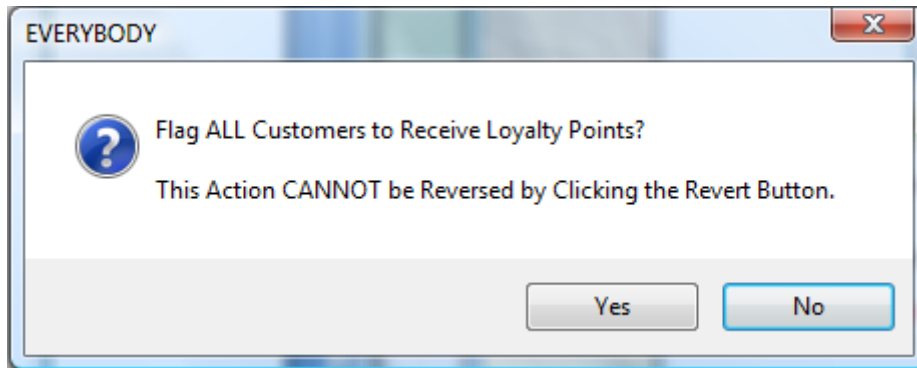 EVERYBODY
Flag ALL Customers to Receive Loyalty Points?
This Action CANNOT be Reversed by Clicking the Revert Button.
Yes
No